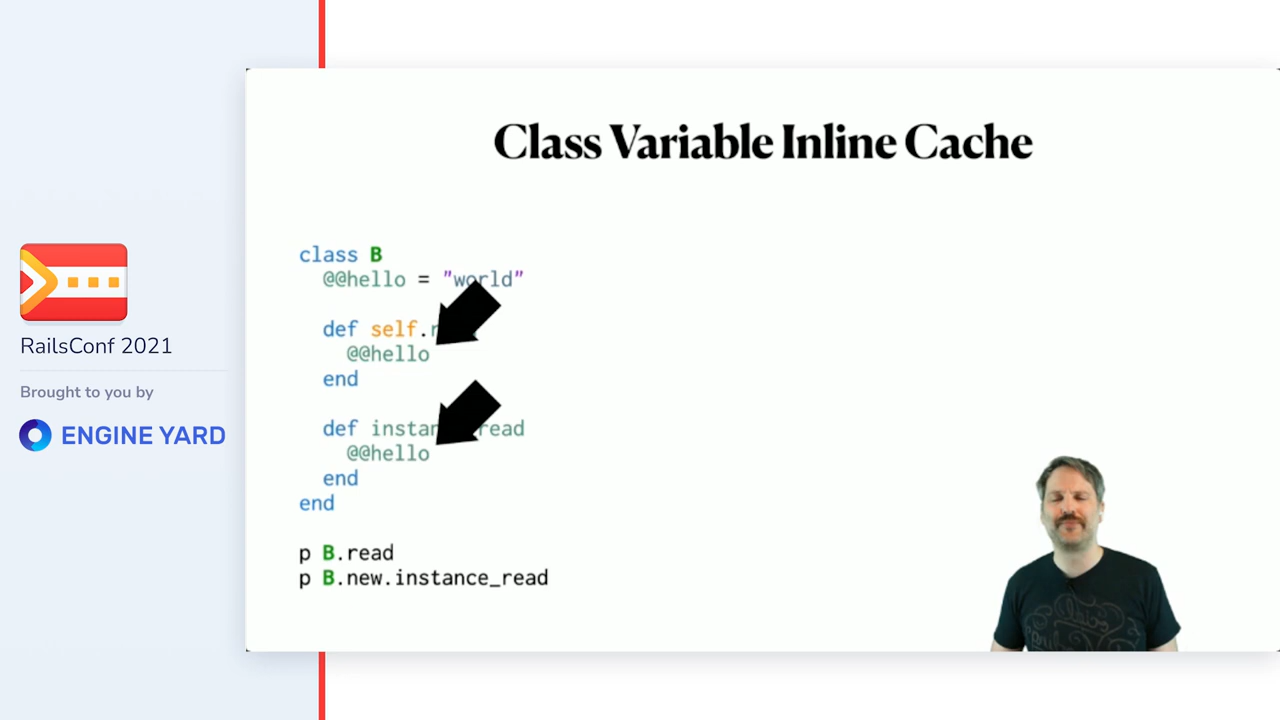 Class Variable Inline Cache
class B
@@hello = "world"
def self.
@@hello
end
def read
@@hello
end
end
p B.read
p B.new.instance_read
RailsConf 2021
Brought to you by
ENGINE YARD